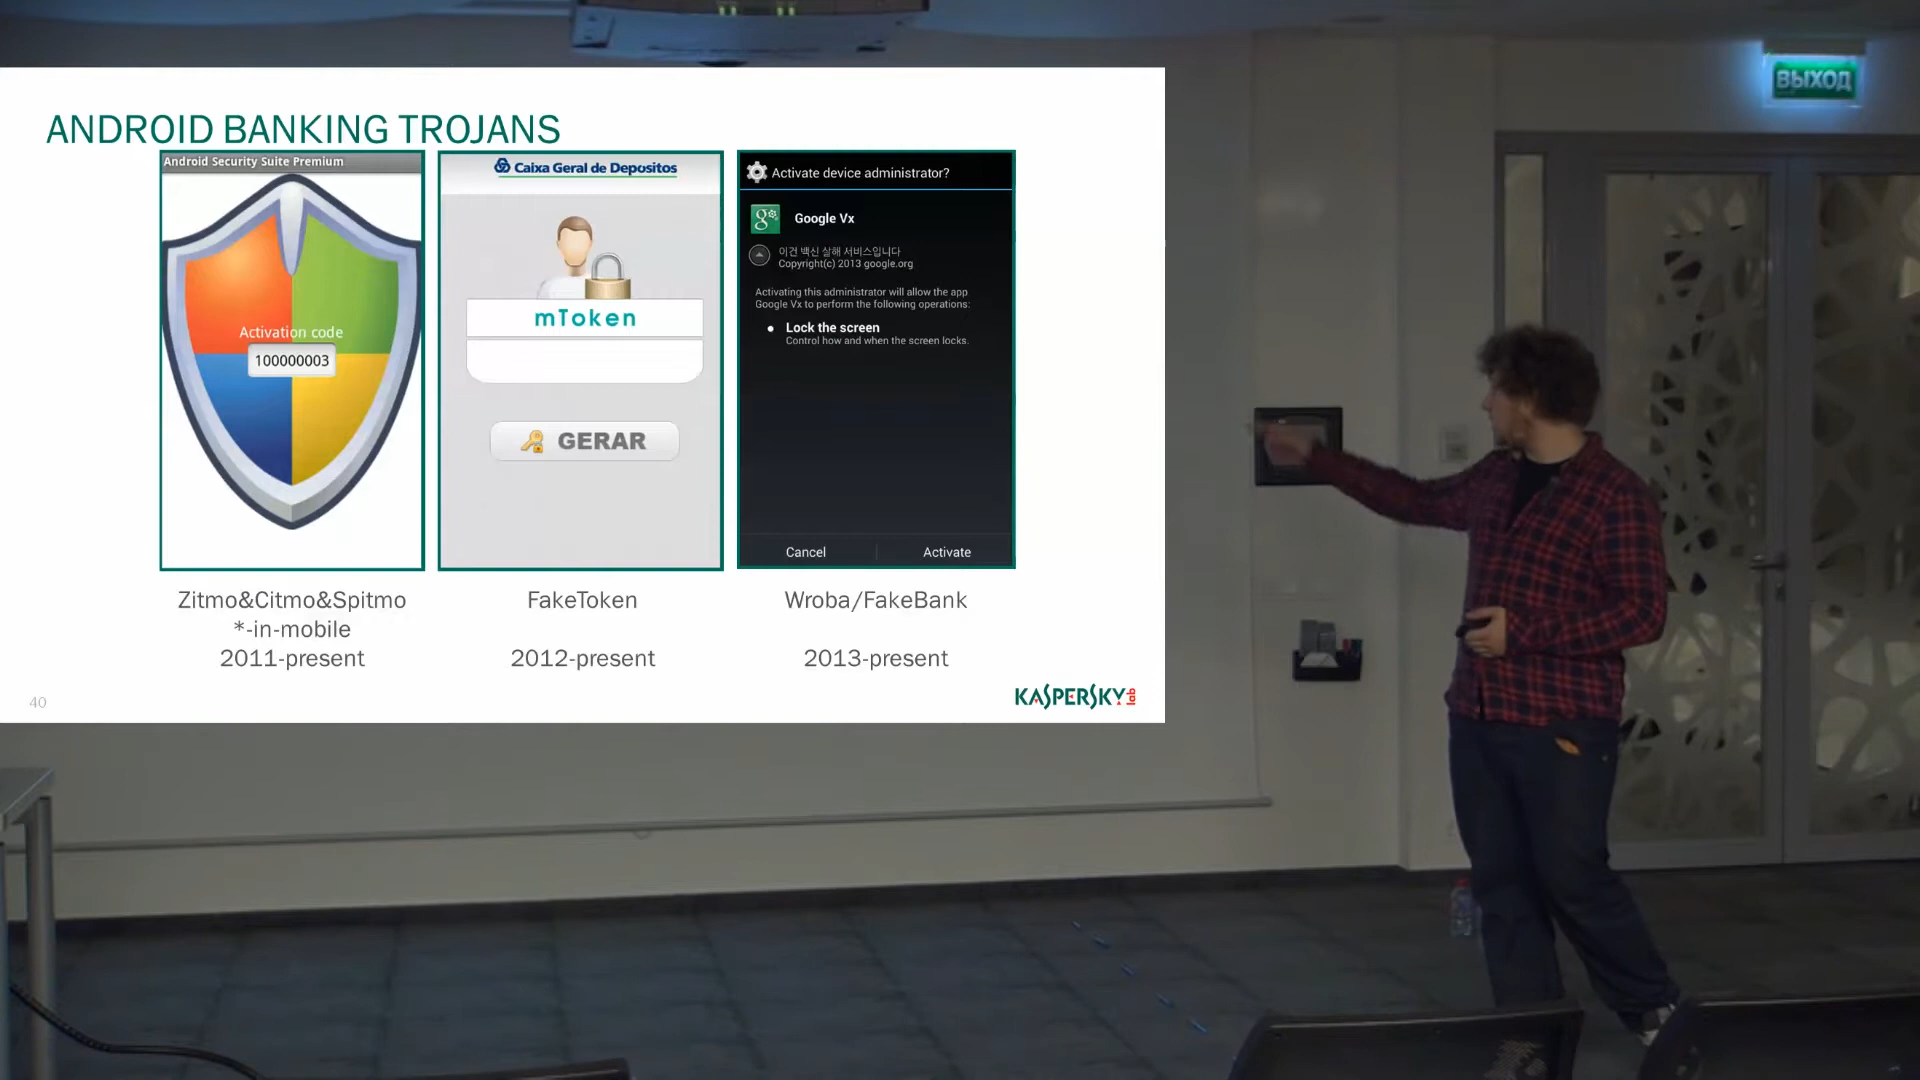 ВЫХОД
ANDROID BANKING TROJANS
Android Security Suite Premium
Activation code
100000003
Caixa Geral de Depositos
mToken
GERAR
Activate device administrator?
Google Vx
이건 백신 살해 서비스입니다
Copyright(c) 2013 google.org
Activating this administrator will allow the app
Google Vx to perform the following operations:
Lock the screen
Control how and when the screen locks.
Cancel
Activate
Zitmo&Citmo&Spitmo
*-in-mobile
2011-present
FakeToken
2012-present
Wroba/FakeBank
2013-present
40
KASPERSKY lab